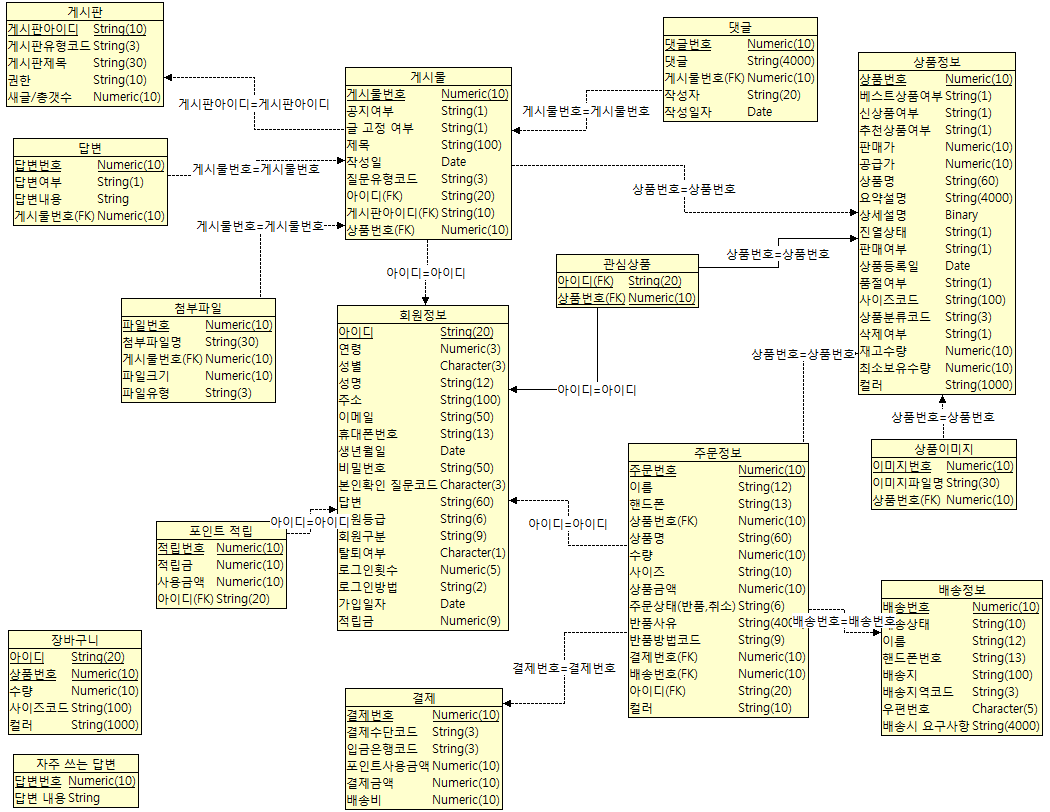 게시판
게시판아이디 String(10)
게시판유형코드 String(3)
게시판제목 String(30)
권한 String(10)
새글/총갯수 Numeric(10)
게시판아이디=게시판아이디
답변
답변번호 Numeric(10)
답변여부 String(1)
답변내용 String
게시물번호(FK) Numeric(10)
게시물번호=게시물번호
게시물
게시물번호 Numeric(10)
공지여부 String(1)
글 고정 여부 String(1)
제목 String(100)
작성일 Date
질문유형코드 String(3)
아이디(FK) String(20)
게시판아이디(FK) String(10)
상품번호(FK) Numeric(10)
게시물번호=게시물번호
댓글
댓글번호 Numeric(10)
댓글 String(4000)
게시물번호(FK) Numeric(10)
작성자 String(20)
작성일자 Date
게시물번호=게시물번호
상품번호=상품번호
상품정보
상품번호 Numeric(10)
베스트상품여부 String(1)
신상품여부 String(1)
추천상품여부 String(1)
판매가 Numeric(10)
공급가 Numeric(10)
상품명 String(60)
요약설명 String(4000)
상세설명 Binary
진열상태 String(1)
판매여부 String(1)
상품등록일 Date
품절여부 String(1)
사이즈코드 String(100)
상품분류코드 String(3)
삭제여부 String(1)
재고수량 Numeric(10)
최소보유수량 Numeric(10)
컬러 String(1000)
관심상품
아이디(FK) String(20)
상품번호(FK) Numeric(10)
상품번호=상품번호
아이디=아이디
아이디=아이디
첨부파일
파일번호 Numeric(10)
첨부파일명 String(30)
게시물번호(FK) Numeric(10)
파일크기 Numeric(10)
파일유형 String(3)
회원정보
아이디 String(20)
연령 Numeric(3)
성별 Character(3)
성명 String(12)
주소 String(100)
이메일 String(50)
휴대폰번호 String(13)
생년월일 Date
비밀번호 String(50)
본인확인 질문코드 Character(3)
답변 String(60)
원등급 String(6)
회원구분 String(9)
탈퇴여부 Character(1)
로그인횟수 Numeric(5)
로그인방법 String(2)
가입일자 Date
적립금 Numeric(9)
상품번호=상품번호
상품번호=상품번호
상품이미지
이미지번호 Numeric(10)
이미지파일명 String(30)
상품번호(FK) Numeric(10)
주문정보
주문번호 Numeric(10)
이름 String(12)
핸드폰 String(13)
상품번호(FK) Numeric(10)
상품명 String(60)
수량 Numeric(10)
사이즈 String(10)
상품금액 Numeric(10)
주문상태(반품,취소) String(6)
반품사유 String(400
반품방법코드 String(9)
결제번호(FK) Numeric(10)
배송번호(FK) Numeric(10)
아이디(FK) String(20)
컬러 String(10)
아이디=아이디
포인트 적립
적립번호 Numeric(10)
적립금 Numeric(10)
사용금액 Numeric(10)
아이디(FK) String(20)
아이디=아이디
배송정보
배송번호 Numeric(10)
송상태 String(10)
이름 String(12)
핸드폰번호 String(13)
배송지 String(100)
배송지역코드 String(3)
우편번호 Character(5)
배송시 요구사항 String(4000)
배송번호=배송번호
장바구니
아이디 String(20)
상품번호 Numeric(10)
수량 Numeric(10)
사이즈코드 String(100)
컬러 String(1000)
결제번호=결제번호
결제
결제번호 Numeric(10)
결제수단코드 String(3)
입금은행코드 String(3)
포인트사용금액 Numeric(10)
결제금액 Numeric(10)
배송비 Numeric(10)
자주 쓰는 답변
답변번호 Numeric(10)
답변 내용 String